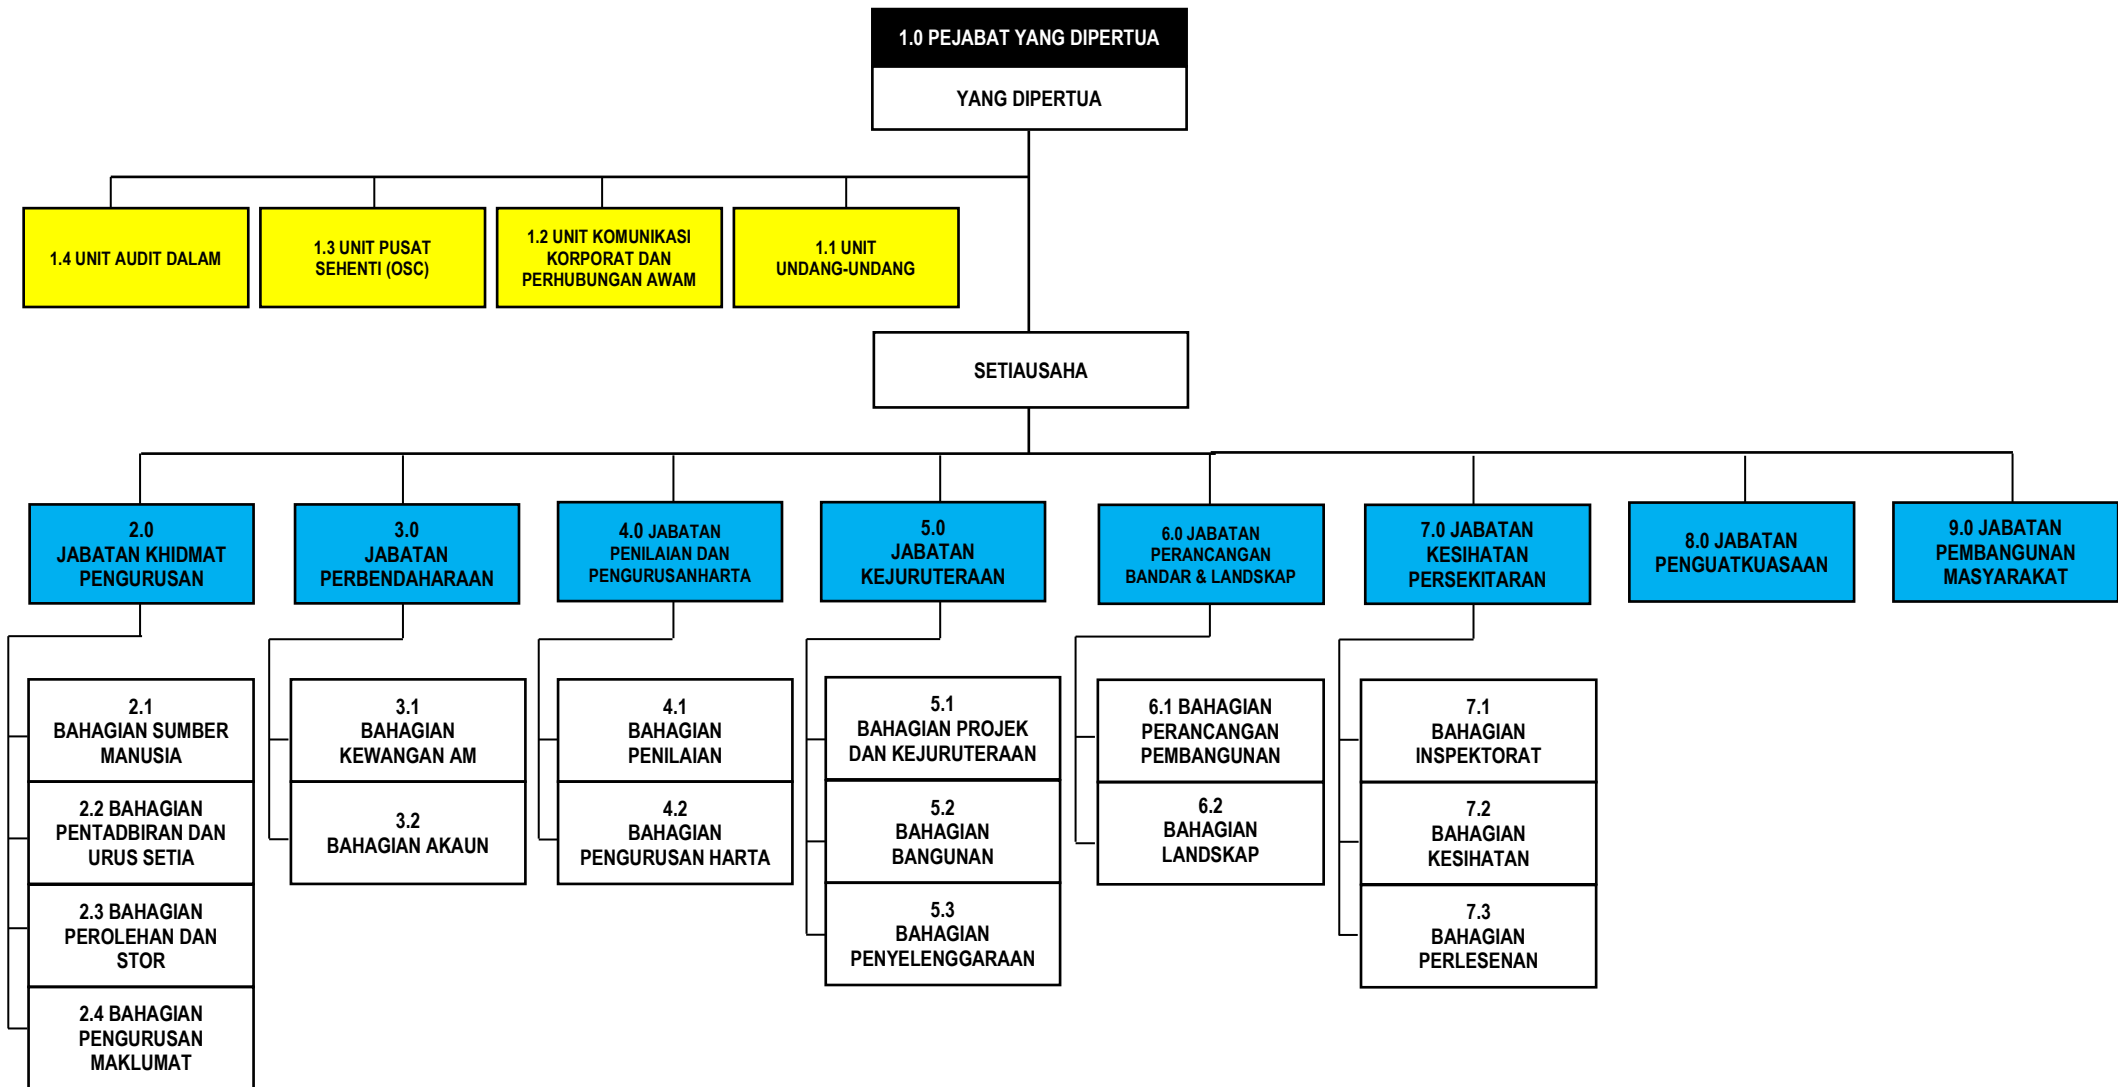 1.0 PEJABAT YANG DIPERTUA
YANG DIPERTUA
1.4 UNIT AUDIT DALAM
1.3 UNIT PUSAT
SEHENTI (OSC)
1.2 UNIT KOMUNIKASI
KORPORAT DAN
PERHUBUNGAN AWAM
1.1 UNIT
UNDANG-UNDANG
SETIAUSAHA
2.0
JABATAN KHIDMAT
PENGURUSAN
3.0
JABATAN
PERBENDAHARAAN
4.0 JABATAN
PENILAIAN DAN
PENGURUSANHARTA
5.0
JABATAN
KEJURUTERAAN
6.0 JABATAN
PERANCANGAN
BANDAR & LANDSKAP
7.0 JABATAN
KESIHATAN
PERSEKITARAN
8.0 JABATAN
PENGUATKUASAAN
9.0 JABATAN
PEMBANGUNAN
MASYARAKAT
2.1
BAHAGIAN SUMBER
MANUSIA
2.2 BAHAGIAN
PENTADBIRAN DAN
URUS SETIA
2.3 BAHAGIAN
PEROLEHAN DAN
STOR
2.4 BAHAGIAN
PENGURUSAN
MAKLUMAT
3.1
BAHAGIAN
KEWANGAN AM
3.2
BAHAGIAN AKAUN
4.1
BAHAGIAN
PENILAIAN
4.2
BAHAGIAN
PENGURUSAN HARTA
5.1
BAHAGIAN PROJEK
DAN KEJURUTERAAN
5.2
BAHAGIAN
BANGUNAN
5.3
BAHAGIAN
PENYELENGGARAAN
6.1 BAHAGIAN
PERANCANGAN
PEMBANGUNAN
6.2
BAHAGIAN
LANDSKAP
7.1
BAHAGIAN
INSPEKTORAT
7.2
BAHAGIAN
KESIHATAN
7.3
BAHAGIAN
PERLESENAN